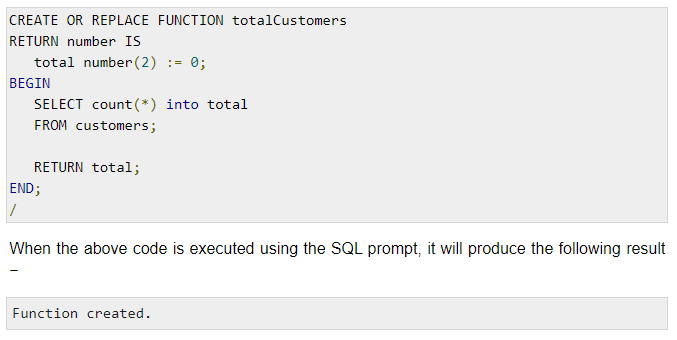 CREATE OR REPLACE FUNCTION totalCustomers
RETURN number IS
   total number(2) := 0;
BEGIN
   SELECT count(*) into total
   FROM customers;

   RETURN total;
END;
/
When the above code is executed using the SQL prompt, it will produce the following result
−
Function created.